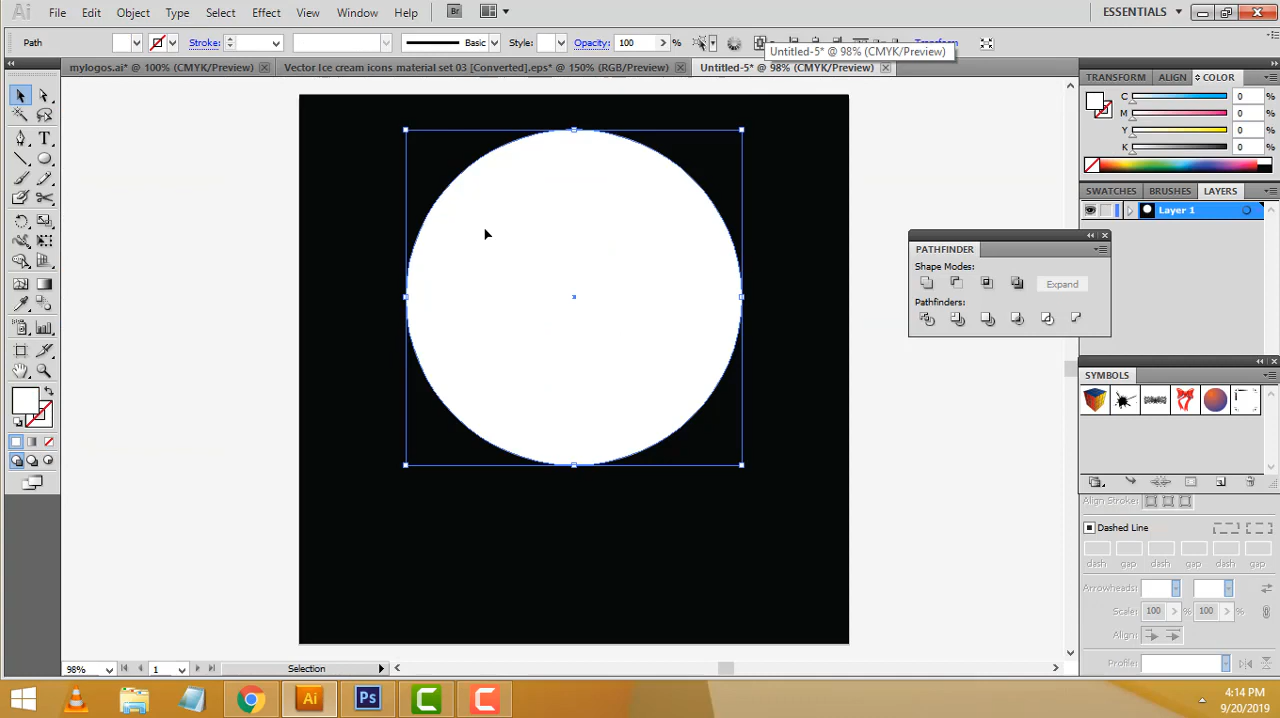 Ai File Edit Object Type Select Effect View Window Help Br ESSENTIALS
Path Stroke: Basic Style: Opacity: 100 % Transform
Untitled-5* @ 98% (CMYK/Preview)
mylogos.ai* @ 100% (CMYK/Preview) Vector Ice cream icons material set 03 [Converted].eps* @ 150% (RGB/Preview) Untitled-5* @ 98% (CMYK/Preview)
TRANSFORM ALIGN COLOR
C 0 %
M 0 %
Y 0 %
K 0 %
SWATCHES BRUSHES LAYERS
Layer 1
PATHFINDER
Shape Modes:
Expand
Pathfinders:
SYMBOLS
Align Stroke:
Dashed Line
dash gap dash gap dash gap
Arrowheads:
Scale: 100 % 100 %
Align:
Profile:
98% 1 Selection
Ai Ps C C
4:14 PM
9/20/2019